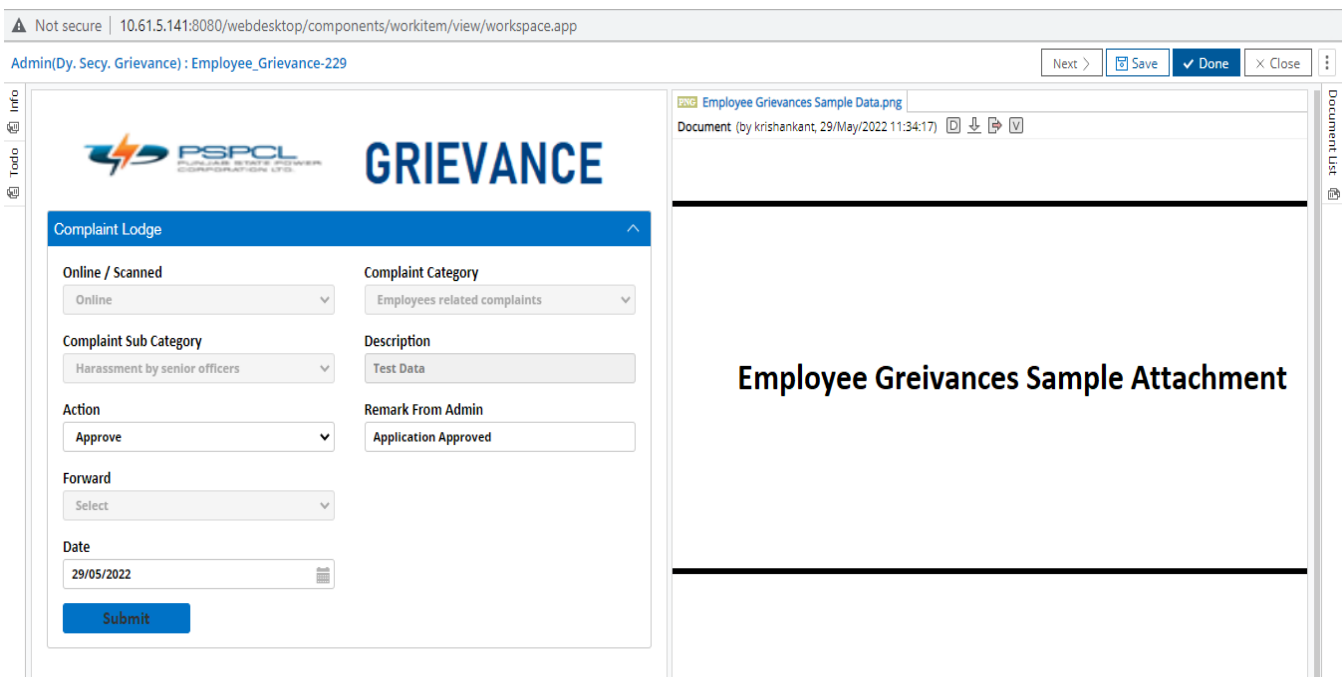 Not secure | 10.61.5.141:8080/webdesktop/components/workitem/view/workspace.app
Admin(Dy. Secy. Grievance) : Employee_Grievance-229
Next
Save
Done
Close
Info
Todo
PSPCL
PUNJAB STATE POWER
CORPORATION LTD.
GRIEVANCE
Complaint Lodge
Online / Scanned
Complaint Category
Online
Employees related complaints
Complaint Sub Category
Description
Harassment by senior officers
Test Data
Action
Remark From Admin
Approve
Application Approved
Forward
Select
Date
29/05/2022
Submit
PNG Employee Grievances Sample Data.png
Document (by krishankant, 29/May/2022 11:34:17) D V
Employee Greivances Sample Attachment
Document List